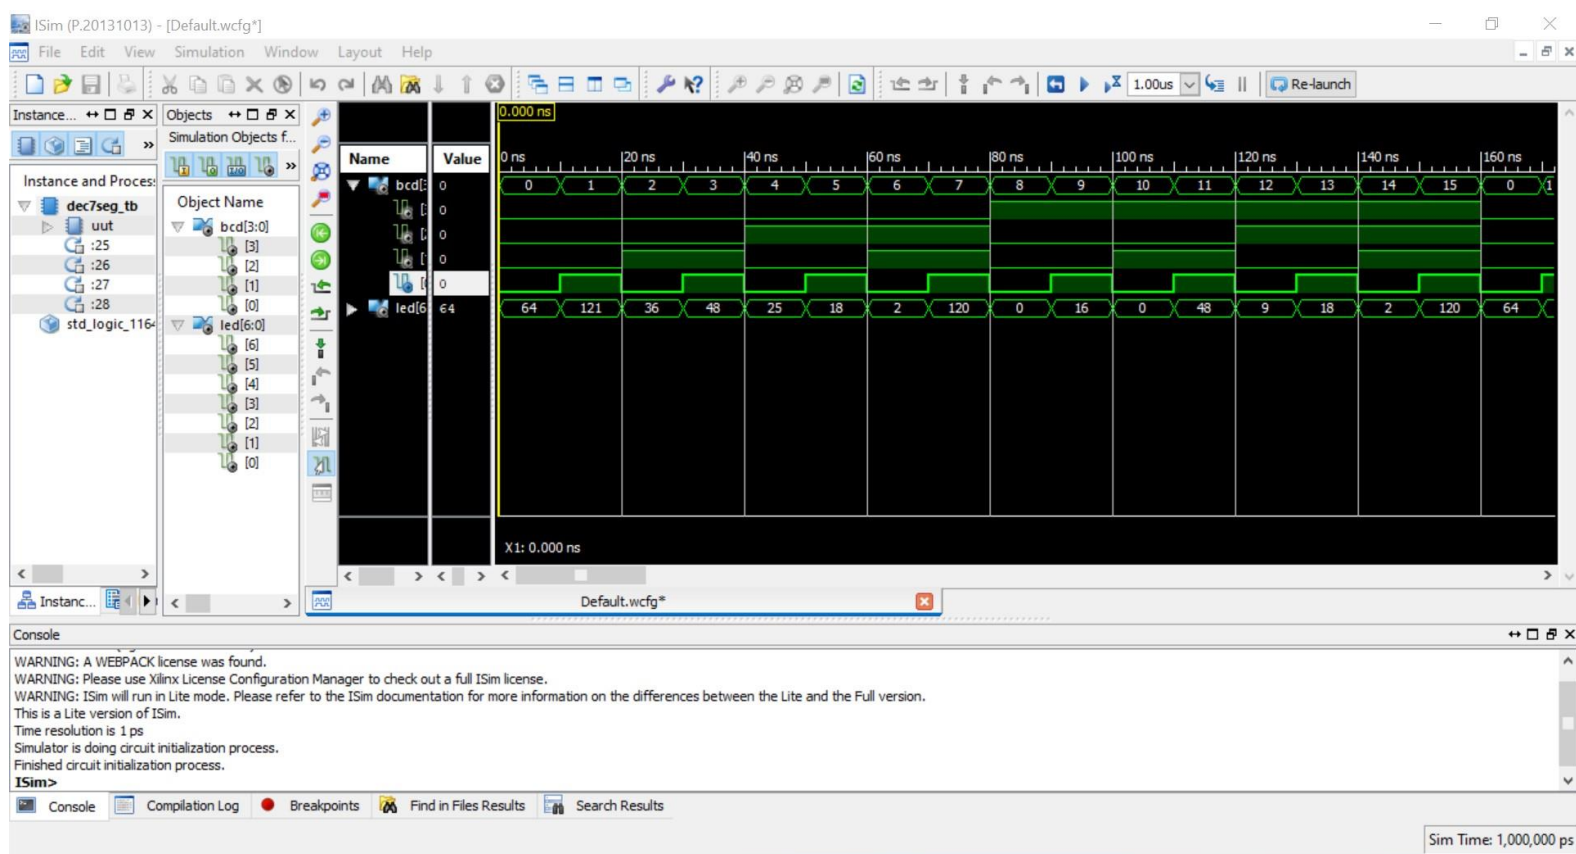 ISim (P.20131013) - [Default.wcfg*]
File Edit View Simulation Window Layout Help
1.00us Re-launch
Instance...
Objects
Simulation Objects f...
Instance and Process
dec7seg_tb
uut
:25
:26
:27
:28
std_logic_1164
Object Name
bcd[3:0]
[3]
[2]
[1]
[0]
led[6:0]
[6]
[5]
[4]
[3]
[2]
[1]
[0]
0.000 ns
Name Value 0 ns 20 ns 40 ns 60 ns 80 ns 100 ns 120 ns 140 ns 160 ns
bcd[3 0 0 1 2 3 4 5 6 7 8 9 10 11 12 13 14 15 0 1
[ 0
[ 0
[ 0
[ 0
led[6 64 64 121 36 48 25 18 2 120 0 16 0 48 9 18 2 120 64
X1: 0.000 ns
Instanc...
Default.wcfg*
Console
WARNING: A WEBPACK license was found.
WARNING: Please use Xilinx License Configuration Manager to check out a full ISim license.
WARNING: ISim will run in Lite mode. Please refer to the ISim documentation for more information on the differences between the Lite and the Full version.
This is a Lite version of ISim.
Time resolution is 1 ps
Simulator is doing circuit initialization process.
Finished circuit initialization process.
ISim>
Console Compilation Log Breakpoints Find in Files Results Search Results
Sim Time: 1,000,000 ps